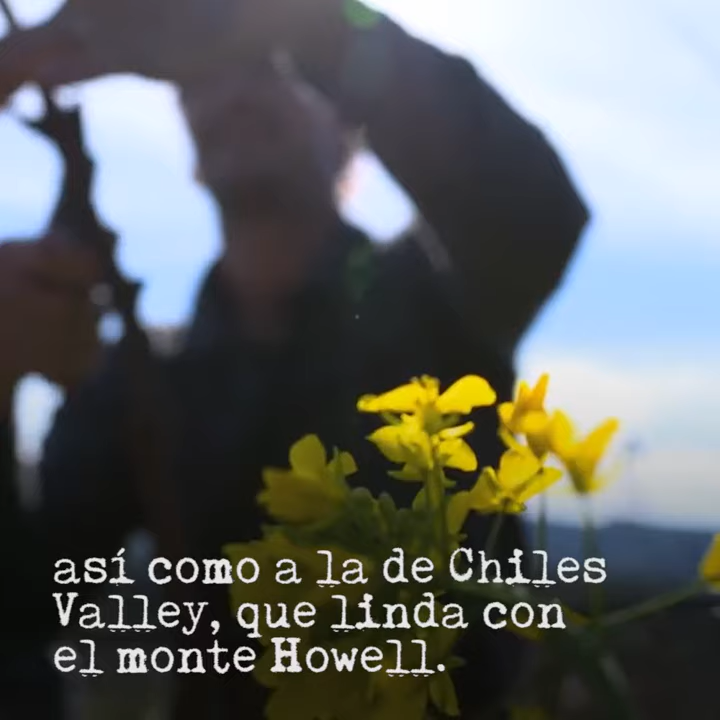 así como a la de Chiles
Valley, que linda con
el monte Howell.